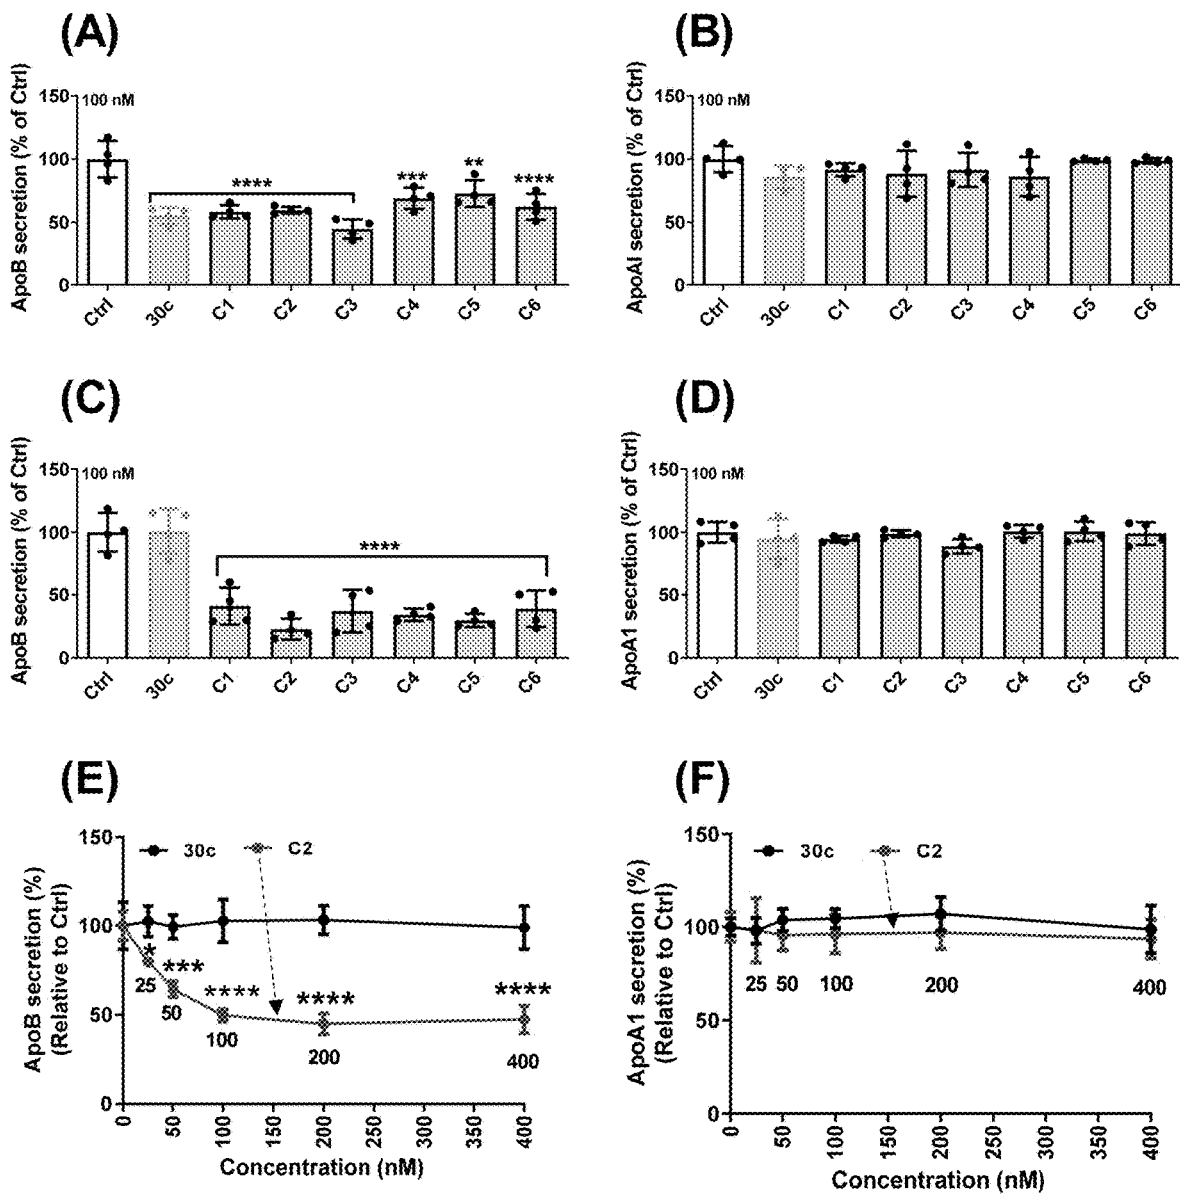 (A)
ApoB secretion (% of Ctrl)
150
100
50
0
100 nM
****
***
**
****
Ctrl
30c
C1
C2
C3
C4
C5
C6
(B)
ApoAI secretion (% of Ctrl)
150
100
50
0
100 nM
Ctrl
30c
C1
C2
C3
C4
C5
C6
(C)
ApoB secretion (% of Ctrl)
150
100
50
0
100 nM
****
Ctrl
30c
C1
C2
C3
C4
C5
C6
(D)
ApoA1 secretion (% of Ctrl)
150
100
50
0
100 nM
Ctrl
30c
C1
C2
C3
C4
C5
C6
(E)
ApoB secretion (%)
(Relative to Ctrl)
150
100
50
0
30c
C2
*
***
****
****
****
25
50
100
200
400
0
50
100
150
200
250
300
350
400
Concentration (nM)
(F)
ApoA1 secretion (%)
(Relative to Ctrl)
150
100
50
0
30c
C2
25
50
100
200
400
0
50
100
150
200
250
300
350
400
Concentration (nM)